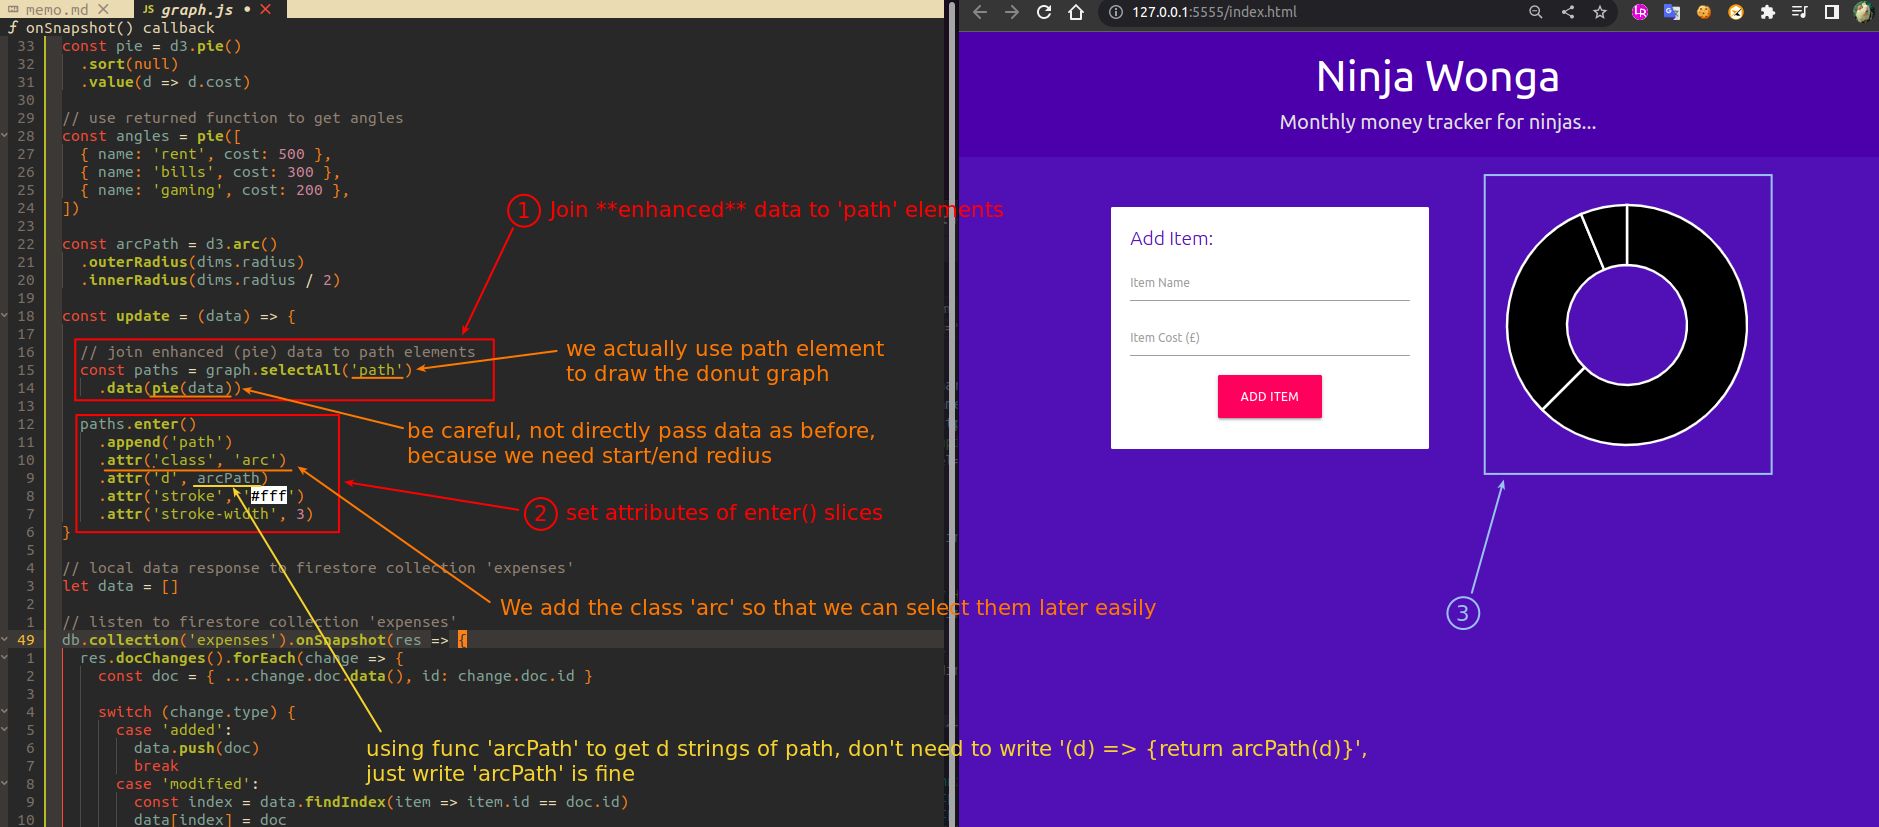 memo.md
JS graph.js
onSnapshot() callback
33 const pie = d3.pie()
32 .sort(null)
31 .value(d => d.cost)
30
29 // use returned function to get angles
28 const angles = pie([
27 { name: 'rent', cost: 500 },
26 { name: 'bills', cost: 300 },
25 { name: 'gaming', cost: 200 },
24 ])
23
22 const arcPath = d3.arc()
21 .outerRadius(dims.radius)
20 .innerRadius(dims.radius / 2)
19
18 const update = (data) => {
17
16 // join enhanced (pie) data to path elements
15 const paths = graph.selectAll('path')
14 .data(pie(data))
13
12 paths.enter()
11 .append('path')
10 .attr('class', 'arc')
9 .attr('d', arcPath)
8 .attr('stroke', '#fff')
7 .attr('stroke-width', 3)
6 }
5
4 // local data response to firestore collection 'expenses'
3 let data = []
2
1 // listen to firestore collection 'expenses'
49 db.collection('expenses').onSnapshot(res => {
1 res.docChanges().forEach(change => {
2 const doc = { ...change.doc.data(), id: change.doc.id }
3
4 switch (change.type) {
5 case 'added':
6 data.push(doc)
7 break
8 case 'modified':
9 const index = data.findIndex(item => item.id == doc.id)
10 data[index] = doc
1 Join **enhanced** data to 'path' elements
we actually use path element
to draw the donut graph
be careful, not directly pass data as before,
because we need start/end redius
2 set attributes of enter() slices
We add the class 'arc' so that we can select them later easily
using func 'arcPath' to get d strings of path, don't need to write '(d) => {return arcPath(d)}',
just write 'arcPath' is fine
127.0.0.1:5555/index.html
Ninja Wonga
Monthly money tracker for ninjas...
Add Item:
Item Name
Item Cost (£)
ADD ITEM
3